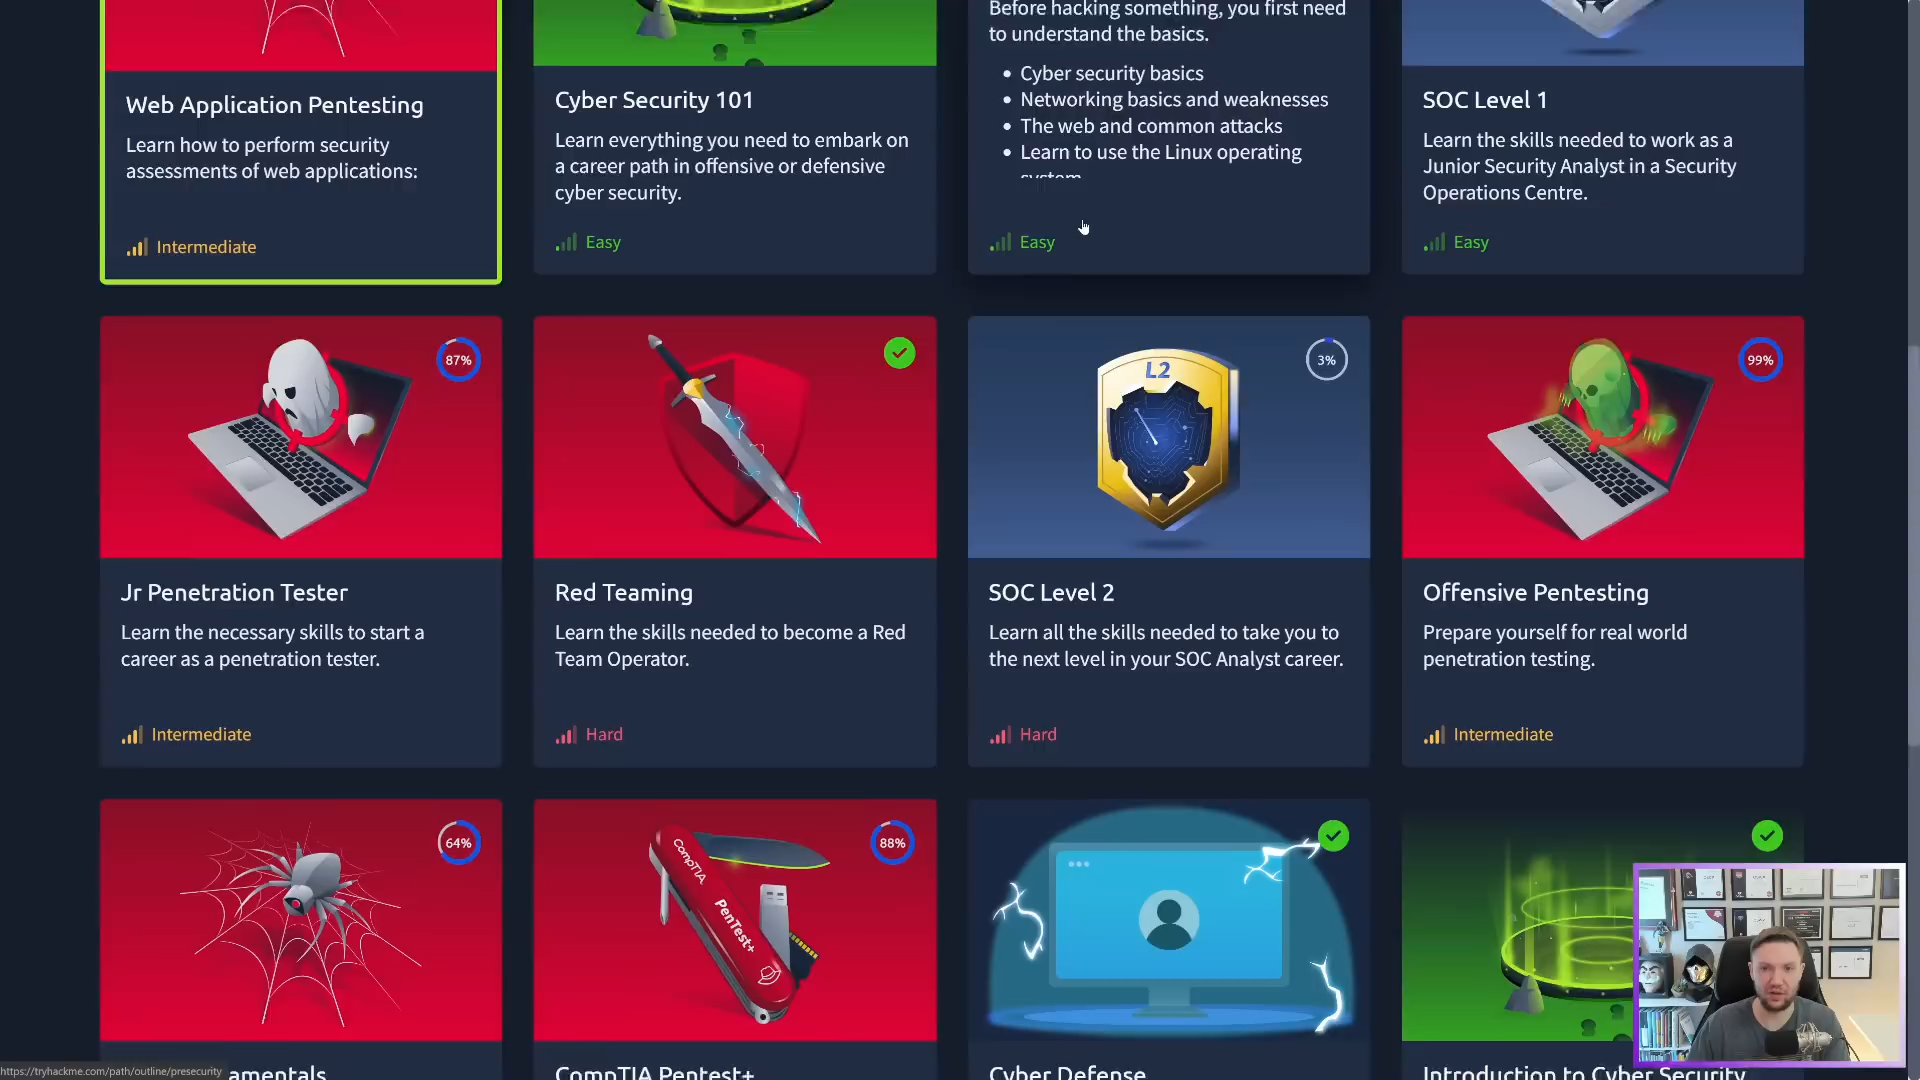 Before hacking something, you first need
to understand the basics.
• Cyber security basics
• Networking basics and weaknesses
• The web and common attacks
• Learn to use the Linux operating
system
Web Application Pentesting
Learn how to perform security
assessments of web applications:
Intermediate
Cyber Security 101
Learn everything you need to embark on
a career path in offensive or defensive
cyber security.
Easy
Easy
SOC Level 1
Learn the skills needed to work as a
Junior Security Analyst in a Security
Operations Centre.
Easy
87%
Jr Penetration Tester
Learn the necessary skills to start a
career as a penetration tester.
Intermediate
Red Teaming
Learn the skills needed to become a Red
Team Operator.
Hard
L2
3%
SOC Level 2
Learn all the skills needed to take you to
the next level in your SOC Analyst career.
Hard
99%
Offensive Pentesting
Prepare yourself for real world
penetration testing.
Intermediate
64%
amentals
CompTIA
PenTest+
88%
CompTIA Pentest+
Cyber Defense
Introduction to Cyber Security
https://tryhackme.com/path/outline/presecurity